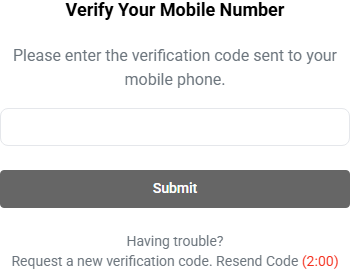 Verify Your Mobile Number
Please enter the verification code sent to your
mobile phone.
Submit
Having trouble?
Request a new verification code. Resend Code (2:00)